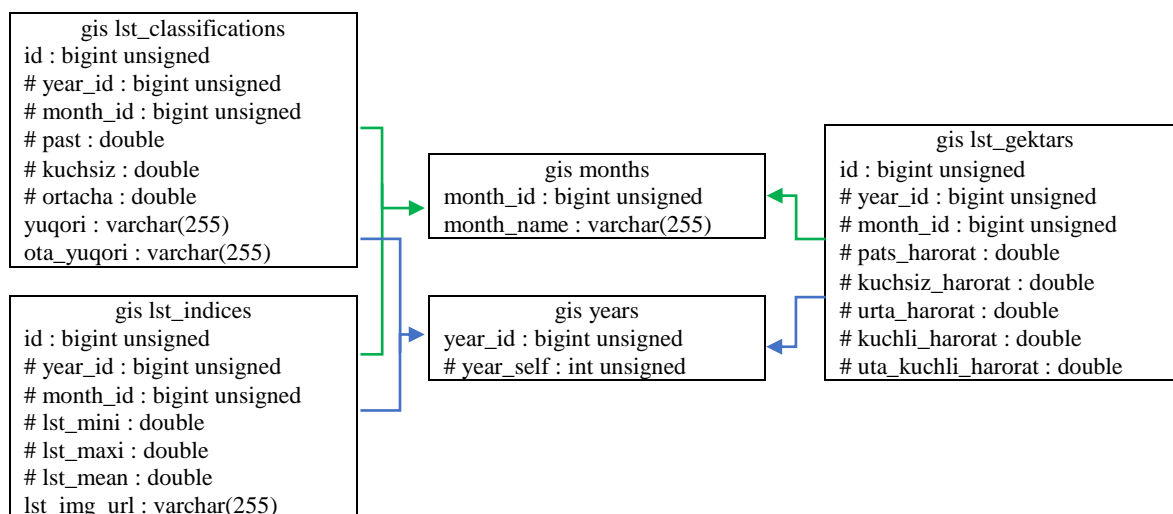 gis lst_classifications
id : bigint unsigned
# year_id : bigint unsigned
# month_id : bigint unsigned
# past : double
# kuchsiz : double
# ortacha : double
yuqori : varchar(255)
ota_yuqori : varchar(255)
gis lst_indices
id : bigint unsigned
# year_id : bigint unsigned
# month_id : bigint unsigned
# lst_mini : double
# lst_maxi : double
# lst_mean : double
lst_img_url : varchar(255)
gis months
month_id : bigint unsigned
month_name : varchar(255)
gis years
year_id : bigint unsigned
# year_self : int unsigned
gis lst_gektars
id : bigint unsigned
# year_id : bigint unsigned
# month_id : bigint unsigned
# pats_harorat : double
# kuchsiz_harorat : double
# urta_harorat : double
# kuchli_harorat : double
# uta_kuchli_harorat : double